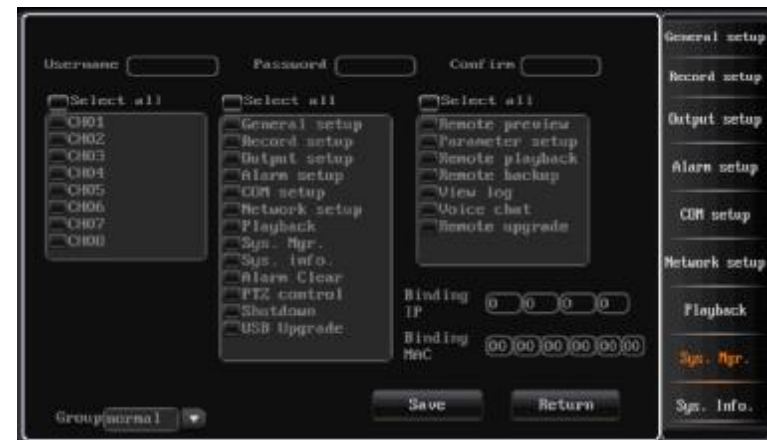 Username Password Confirm
Select all
CH01
CH02
CH03
CH04
CH05
CH06
CH07
CH08
Select all
General setup
Record setup
Output setup
Alarm setup
COM setup
Network setup
Playback
Sys. Mgr.
Sys. info.
Alarm Clear
PTZ control
Shutdown
USB Upgrade
Select all
Remote preview
Parameter setup
Remote playback
Remote backup
View log
Voice chat
Remote upgrade
Binding
IP
0 0 0 0
Binding
MAC
00 00 00 00 00 00
Group normal
Save Return
General setup
Record setup
Output setup
Alarm setup
COM setup
Network setup
Playback
Sys. Mgr.
Sys. Info.